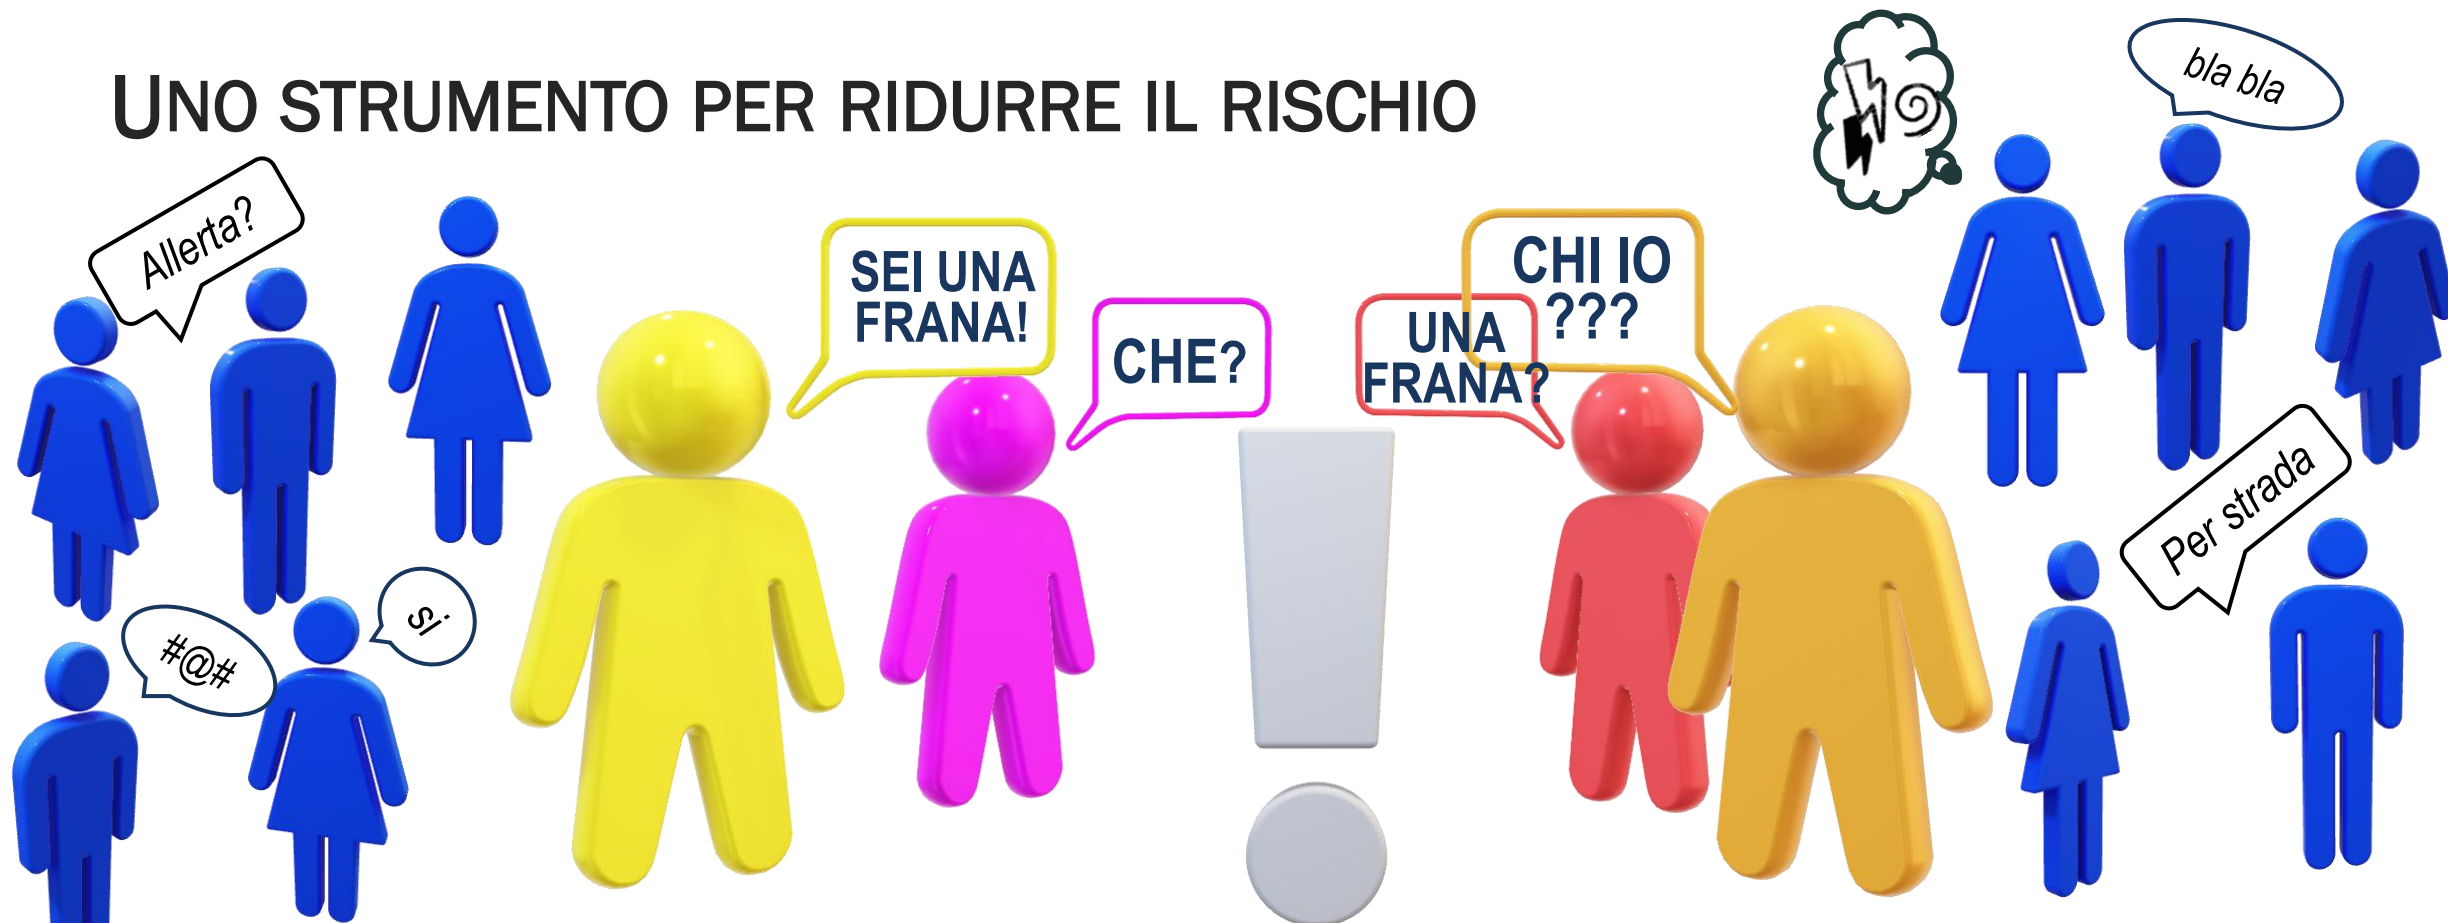 UNO STRUMENTO PER RIDURRE IL RISCHIO
bla bla
Allerta?
SEI UNA
FRANA!
CHE?
UNA
FRANA?
CHI IO
???
Per strada
#@#
si